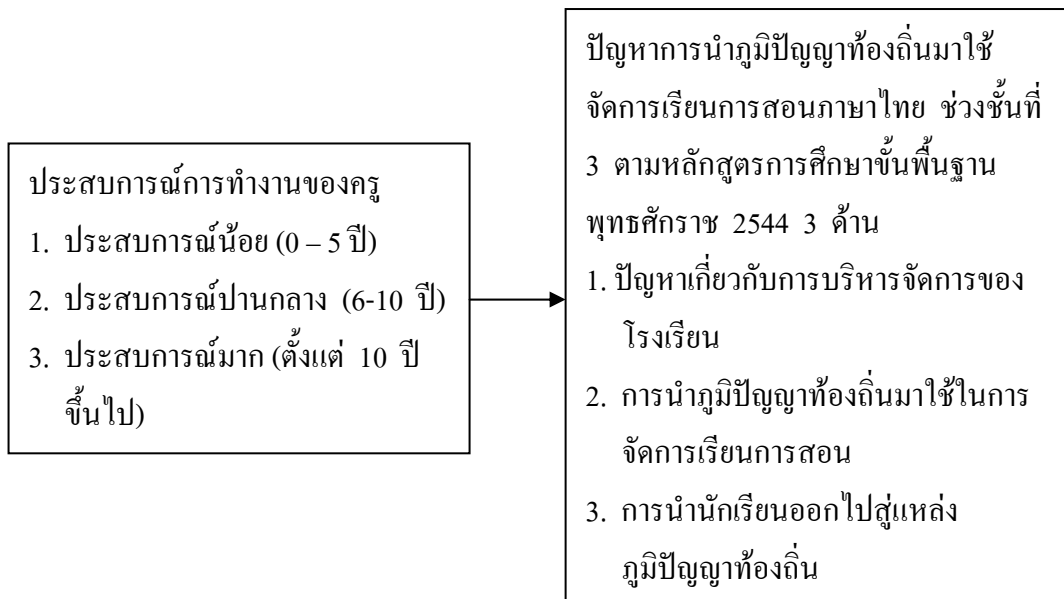 ประสบการณ์การทำงานของครู
1. ประสบการณ์น้อย (0 – 5 ปี)
2. ประสบการณ์ปานกลาง (6-10 ปี)
3. ประสบการณ์มาก (ตั้งแต่ 10 ปี
ขึ้นไป)
ปัญหาการนำภูมิปัญญาท้องถิ่นมาใช้
จัดการเรียนการสอนภาษาไทย ช่วงชั้นที่
3 ตามหลักสูตรการศึกษาขั้นพื้นฐาน
พุทธศักราช 2544 3 ด้าน
1. ปัญหาเกี่ยวกับการบริหารจัดการของ
โรงเรียน
2. การนำภูมิปัญญาท้องถิ่นมาใช้ในการ
จัดการเรียนการสอน
3. การนำนักเรียนออกไปสู่แหล่ง
ภูมิปัญญาท้องถิ่น